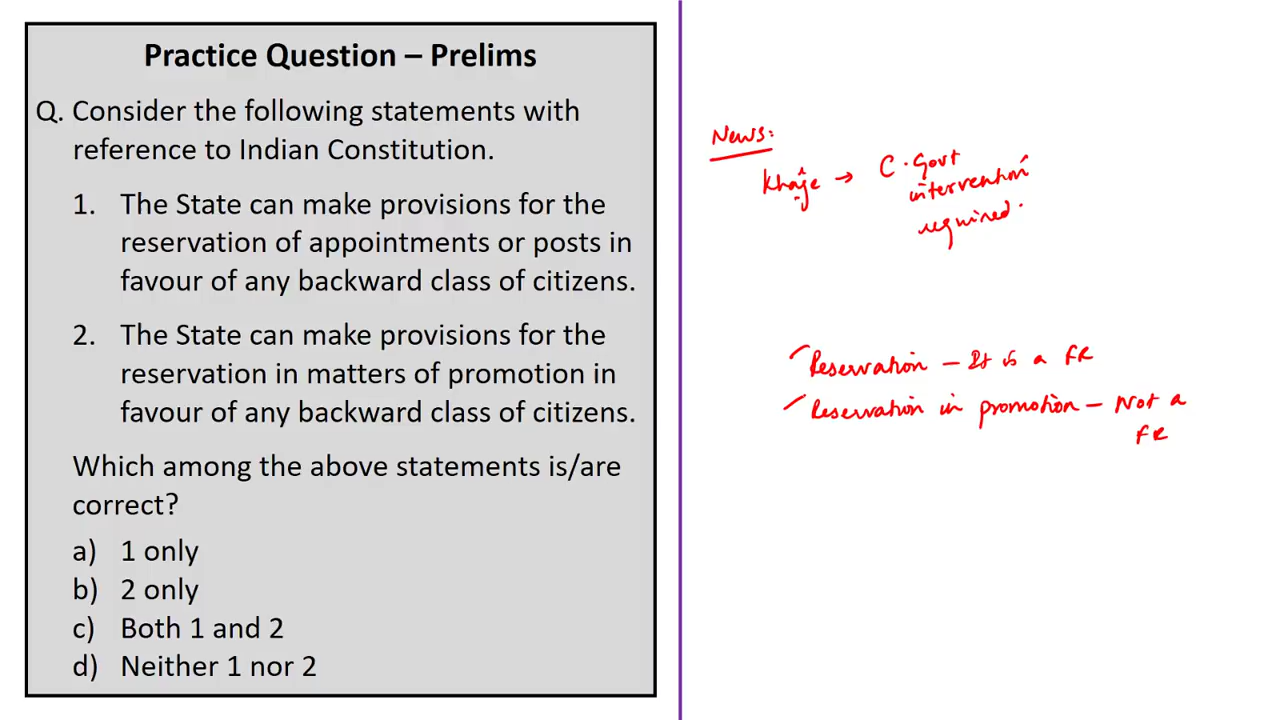 Practice Question – Prelims
Q. Consider the following statements with
reference to Indian Constitution.
1. The State can make provisions for the
reservation of appointments or posts in
favour of any backward class of citizens.
2. The State can make provisions for the
reservation in matters of promotion in
favour of any backward class of citizens.
Which among the above statements is/are
correct?
a) 1 only
b) 2 only
c) Both 1 and 2
d) Neither 1 nor 2
News:
Kharge → C. Govt
intervention
required.
Reservation – It is a FR
Reservation in promotion – Not a
FR